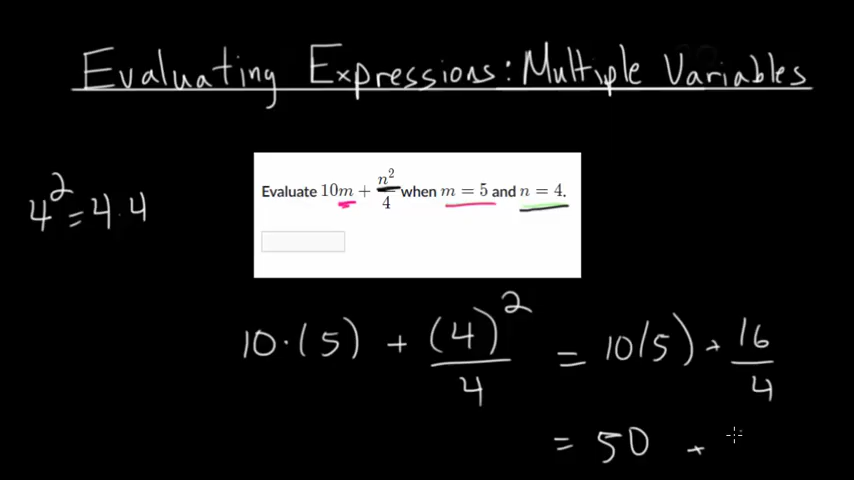 Evaluating Expressions: Multiple Variables
4² = 4·4
Evaluate 10m + n²/4 when m = 5 and n = 4.
10·(5) + (4)²/4 = 10(5) + 16/4
= 50 +